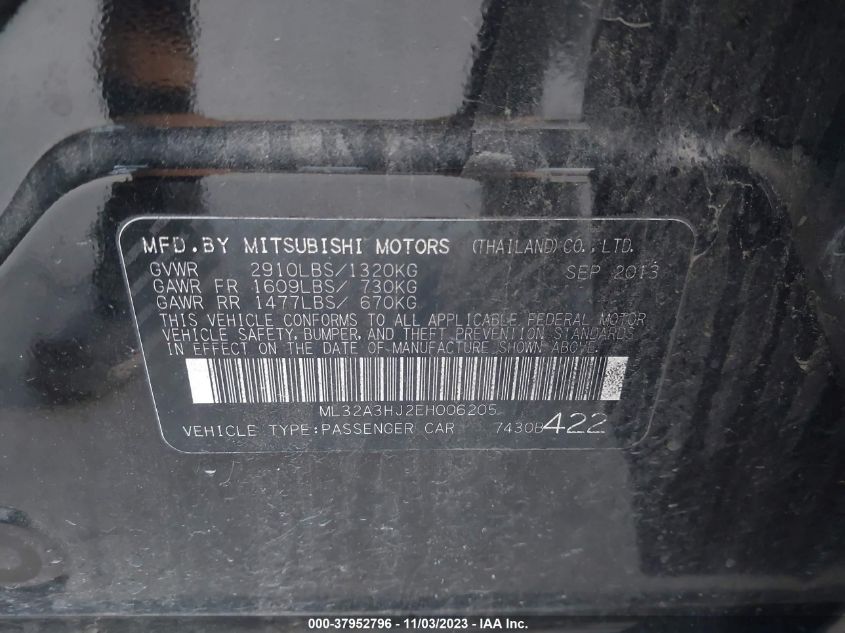 MFD.BY MITSUBISHI MOTORS (THAILAND) CO.,LTD.
GVWR 2910LBS/1320KG SEP 2013
GAWR FR 1609LBS/ 730KG
GAWR RR 1477LBS/ 670KG
THIS VEHICLE CONFORMS TO ALL APPLICABLE FEDERAL MOTOR
VEHICLE SAFETY, BUMPER, AND THEFT PREVENTION STANDARDS
IN EFFECT ON THE DATE OF MANUFACTURE SHOWN ABOVE.
ML32A3HJ2EH006205
VEHICLE TYPE:PASSENGER CAR 7430B422
000-37952796 - 11/03/2023 - IAA Inc.